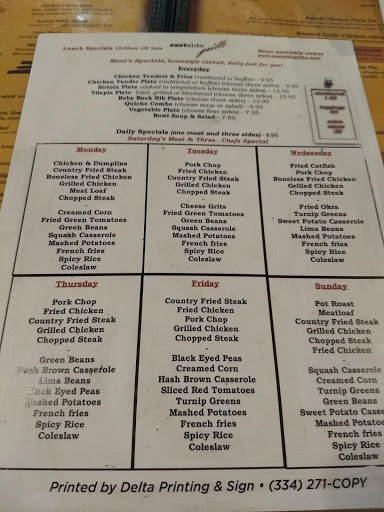 eastside
grille
Lunch Specials 10:30am till 3pm
Menu available online
www.eastsidegrille.com
Mimi's Specials, homestyle cooked, daily just for you
Everyday
Chicken Tenders & Fries (traditional or buffalo) - 9.95
Chicken Tender Plate (traditional or buffalo (choose three sides) - 12.95
Sirloin Plate cooked to temperature (choose three sides) - 13.95
Tilapia Plate fried, grilled or blackened (choose three sides) - 10.95
Baby Back Rib Plate (choose three sides) - 12.95
Quiche Combo (choose soup or salad) - 9.95
Vegetable Plate (choose four sides) - 7.95
Bowl Soup & Salad - 7.95
Daily Specials (one meat and three sides) - 9.95
Saturday's Meat & Three - Chefs Special
Monday
Chicken & Dumplins
Country Fried Steak
Boneless Fried Chicken
Grilled Chicken
Meat Loaf
Chopped Steak
Creamed Corn
Fried Green Tomatoes
Green Beans
Squash Casserole
Mashed Potatoes
French fries
Spicy Rice
Coleslaw
Tuesday
Pork Chop
Fried Chicken
Country Fried Steak
Grilled Chicken
Chopped Steak
Cheese Grits
Fried Green Tomatoes
Green Beans
Squash Casserole
Mashed Potatoes
French fries
Spicy Rice
Coleslaw
Wednesday
Fried Catfish
Pork Chop
Boneless Fried Chicken
Grilled Chicken
Chopped Steak
Fried Okra
Turnip Greens
Sweet Potato Casserole
Lima Beans
Mashed Potatoes
French fries
Spicy Rice
Coleslaw
Thursday
Pork Chop
Fried Chicken
Country Fried Steak
Grilled Chicken
Chopped Steak
Green Beans
Hash Brown Casserole
Lima Beans
Black Eyed Peas
Mashed Potatoes
French fries
Spicy Rice
Coleslaw
Friday
Country Fried Steak
Fried Chicken
Pork Chop
Grilled Chicken
Chopped Steak
Black Eyed Peas
Creamed Corn
Hash Brown Casserole
Sliced Red Tomatoes
Turnip Greens
Mashed Potatoes
French fries
Spicy Rice
Coleslaw
Sunday
Pot Roast
Meatloaf
Country Fried Steak
Grilled Chicken
Chopped Steak
Fried Chicken
Squash Casserole
Creamed Corn
Turnip Greens
Green Beans
Sweet Potato Casse
Mashed Potatoes
French fries
Spicy Rice
Coleslaw
Printed by Delta Printing & Sign • (334) 271-COPY